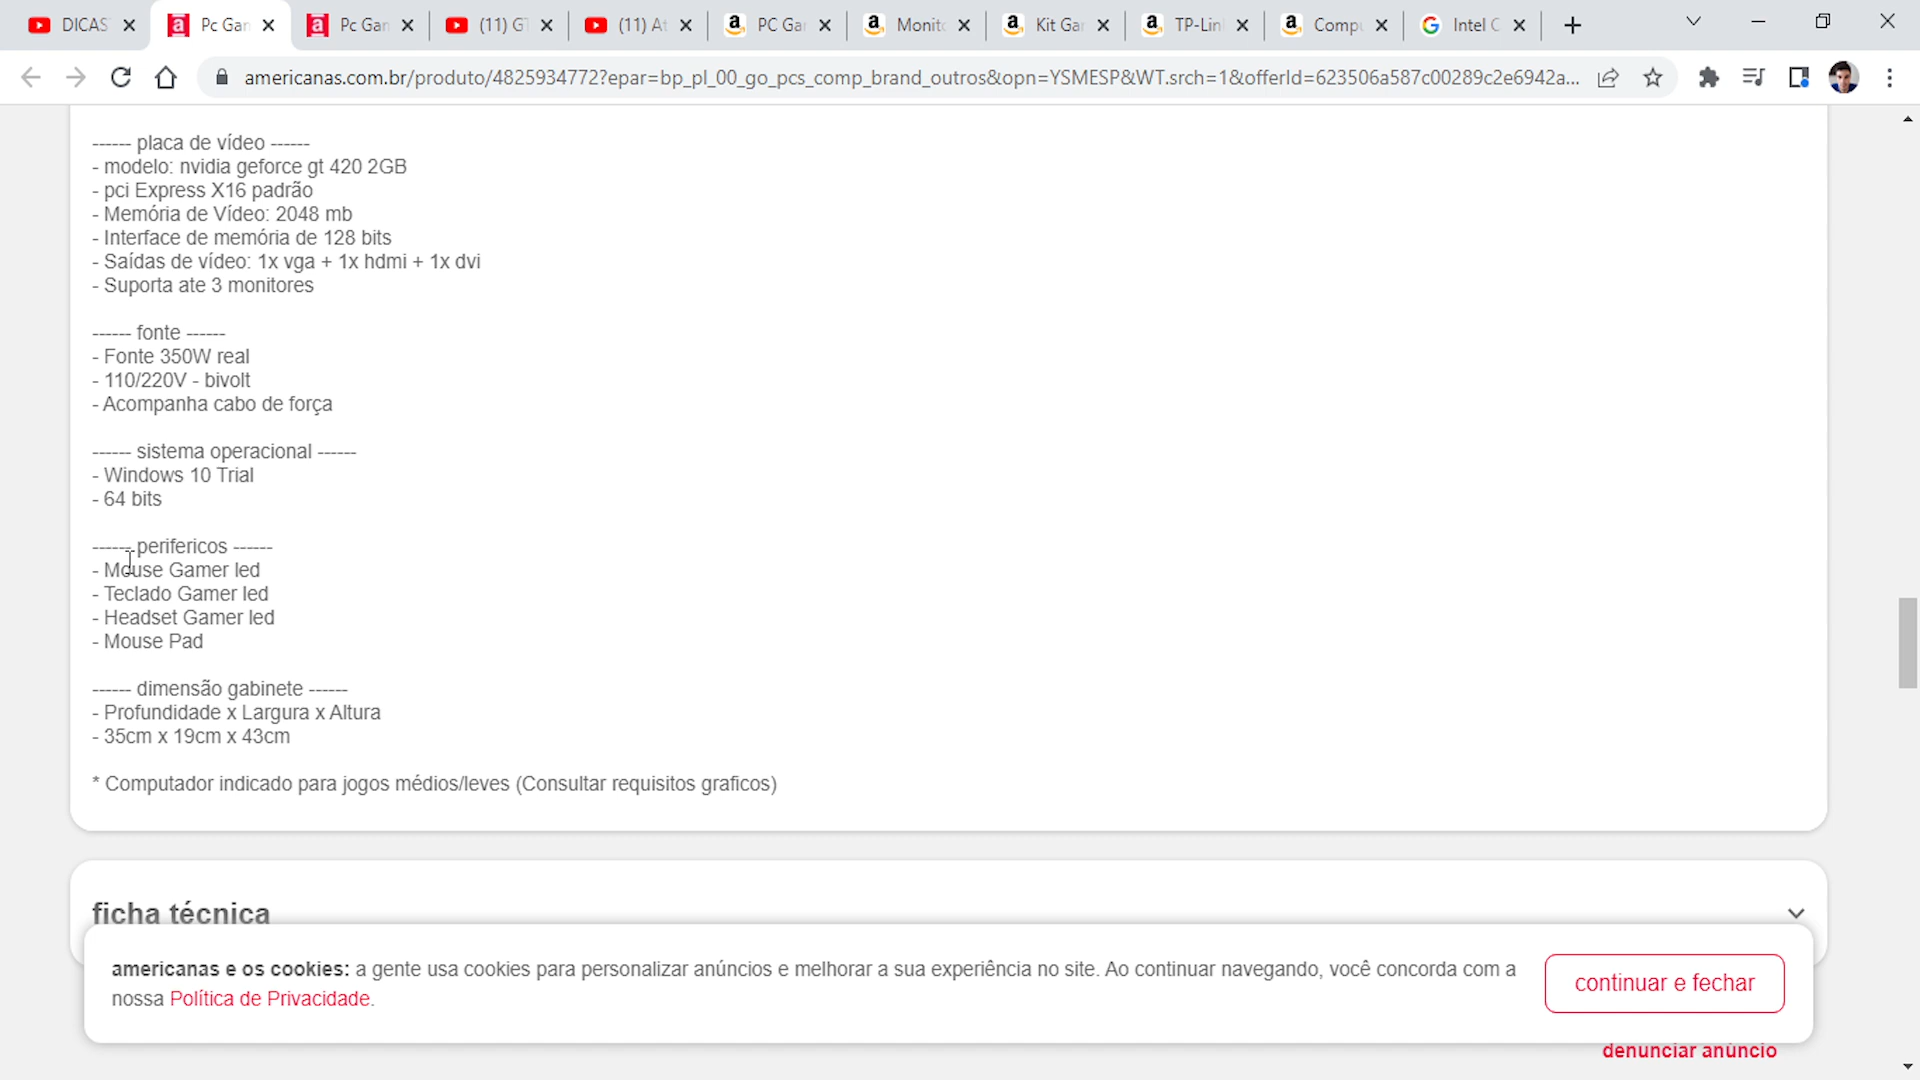 DICAS
Pc Gan
Pc Gan
(11) GT
(11) At
PC Gar
Monito
Kit Gar
TP-Lin
Compu
Intel C
americanas.com.br/produto/4825934772?epar=bp_pl_00_go_pcs_comp_brand_outros&opn=YSMESP&WT.srch=1&offerId=623506a587c00289c2e6942a...
------ placa de vídeo ------
- modelo: nvidia geforce gt 420 2GB
- pci Express X16 padrão
- Memória de Vídeo: 2048 mb
- Interface de memória de 128 bits
- Saídas de vídeo: 1x vga + 1x hdmi + 1x dvi
- Suporta ate 3 monitores
------ fonte ------
- Fonte 350W real
- 110/220V - bivolt
- Acompanha cabo de força
------ sistema operacional ------
- Windows 10 Trial
- 64 bits
------ perifericos ------
- Mouse Gamer led
- Teclado Gamer led
- Headset Gamer led
- Mouse Pad
------ dimensão gabinete ------
- Profundidade x Largura x Altura
- 35cm x 19cm x 43cm
* Computador indicado para jogos médios/leves (Consultar requisitos graficos)
ficha técnica
americanas e os cookies: a gente usa cookies para personalizar anúncios e melhorar a sua experiência no site. Ao continuar navegando, você concorda com a
nossa Política de Privacidade.
continuar e fechar
denunciar anúncio